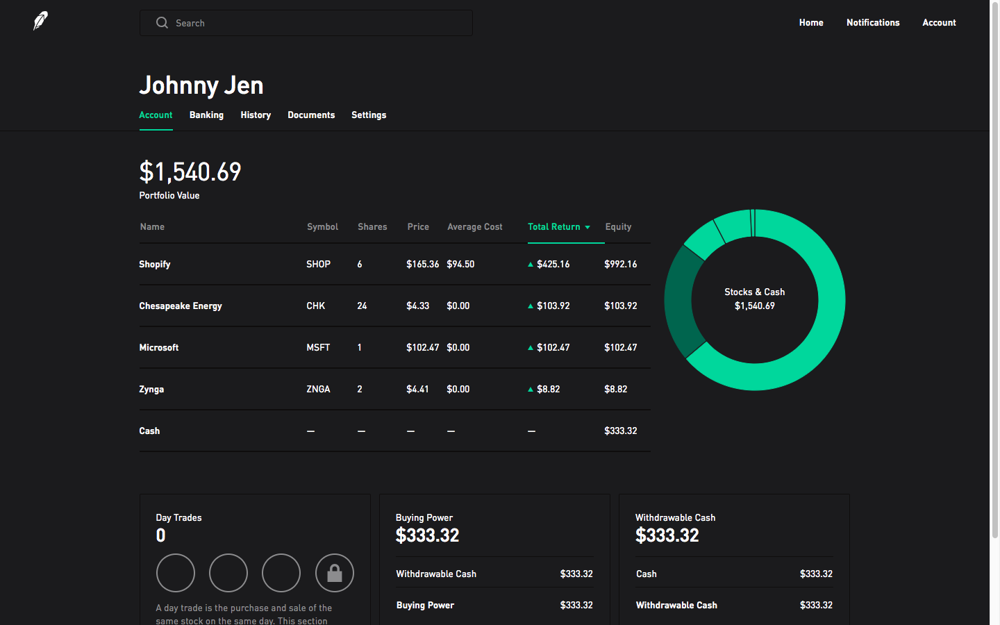 Search
Home Notifications Account
Johnny Jen
Account Banking History Documents Settings
$1,540.69
Portfolio Value
Name Symbol Shares Price Average Cost Total Return Equity
Shopify SHOP 6 $165.36 $94.50 $425.16 $992.16
Chesapeake Energy CHK 24 $4.33 $0.00 $103.92 $103.92
Microsoft MSFT 1 $102.47 $0.00 $102.47 $102.47
Zynga ZNGA 2 $4.41 $0.00 $8.82 $8.82
Cash — — — — — $333.32
Stocks & Cash
$1,540.69
Day Trades
0
A day trade is the purchase and sale of the
same stock on the same day. This section
Buying Power
$333.32
Withdrawable Cash $333.32
Buying Power $333.32
Withdrawable Cash
$333.32
Cash $333.32
Withdrawable Cash $333.32